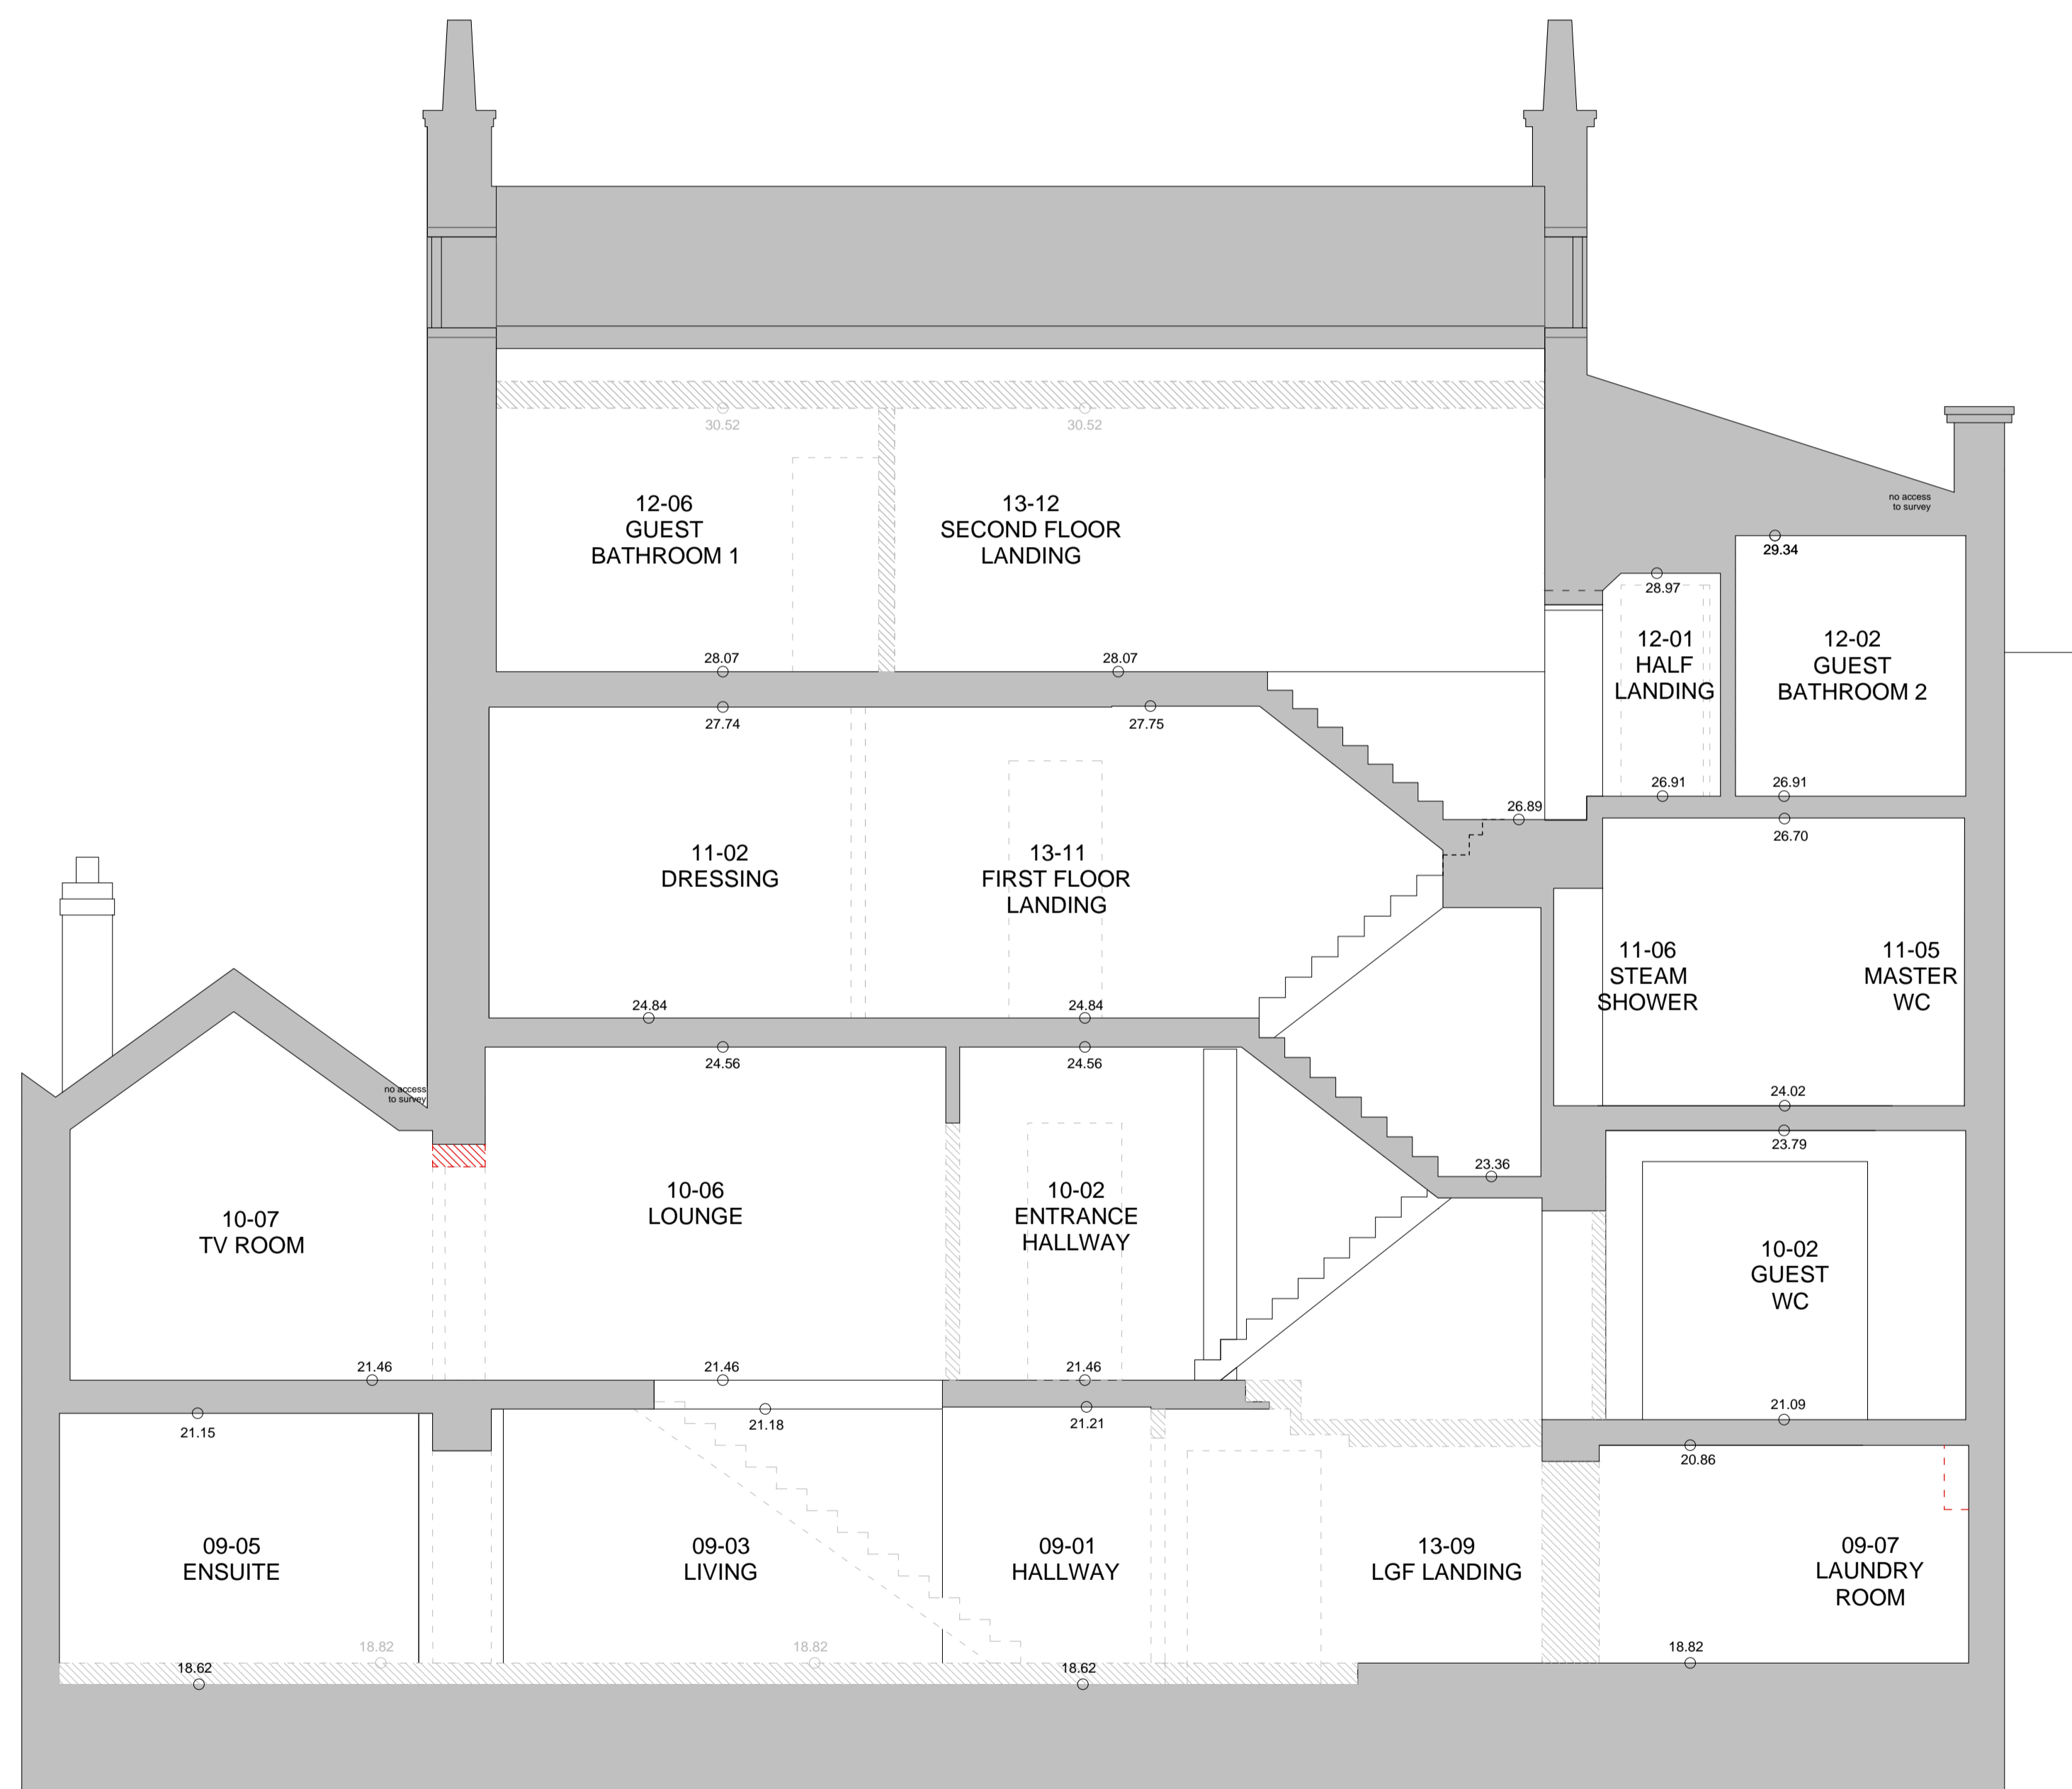 30.52
30.52
12-06
GUEST
BATHROOM 1
13-12
SECOND FLOOR
LANDING
no access
to survey
29.34
28.97
12-01
HALF
LANDING
12-02
GUEST
BATHROOM 2
28.07
28.07
27.74
27.75
26.91
26.91
26.89
26.70
11-02
DRESSING
13-11
FIRST FLOOR
LANDING
11-06
STEAM
SHOWER
11-05
MASTER
WC
24.84
24.84
24.56
24.56
no access
to survey
24.02
23.79
23.36
10-07
TV ROOM
10-06
LOUNGE
10-02
ENTRANCE
HALLWAY
10-02
GUEST
WC
21.46
21.46
21.46
21.15
21.18
21.21
21.09
20.86
09-05
ENSUITE
09-03
LIVING
09-01
HALLWAY
13-09
LGF LANDING
09-07
LAUNDRY
ROOM
18.82
18.82
18.82
18.62
18.62